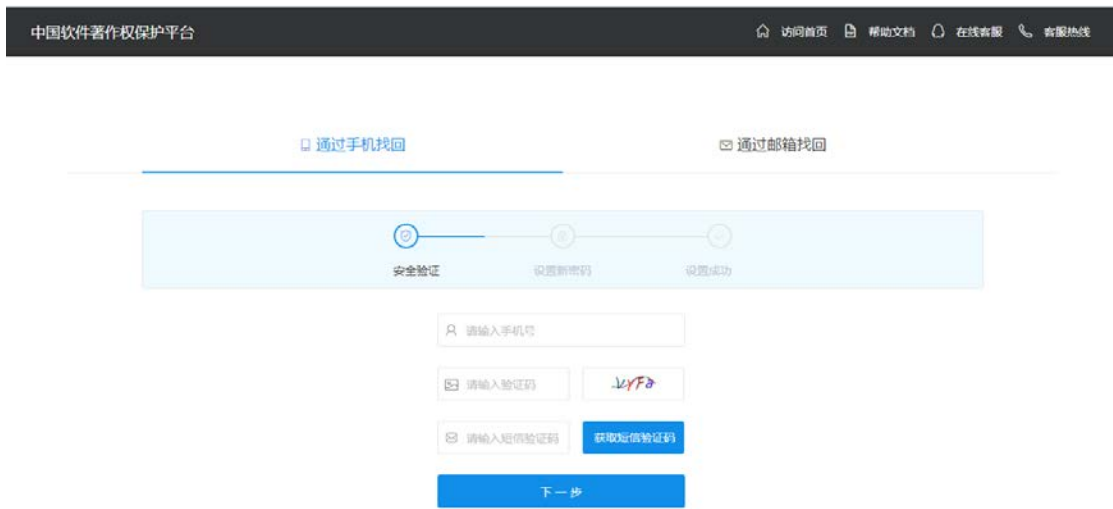 中国软件著作权保护平台
访问首页 帮助文档 在线客服 客服热线
通过手机找回 通过邮箱找回
安全验证 设置新密码 设置成功
请输入手机号
请输入验证码
请输入短信验证码 获取短信验证码
下一步